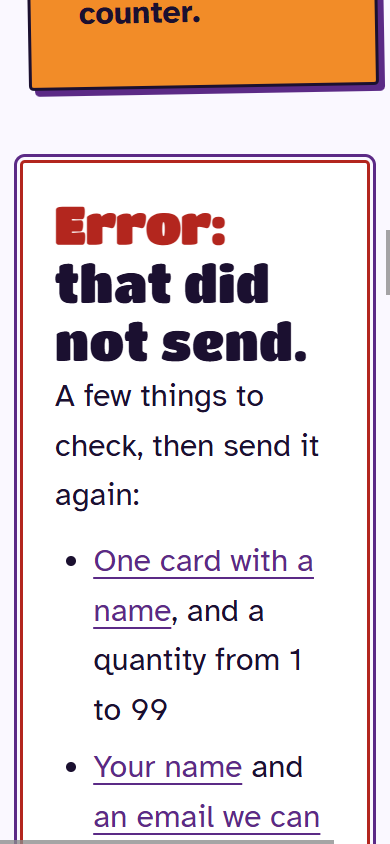 counter.
Error:
that did
not send.
A few things to
check, then send it
again:
• One card with a
name, and a
quantity from 1
to 99
• Your name and
an email we can